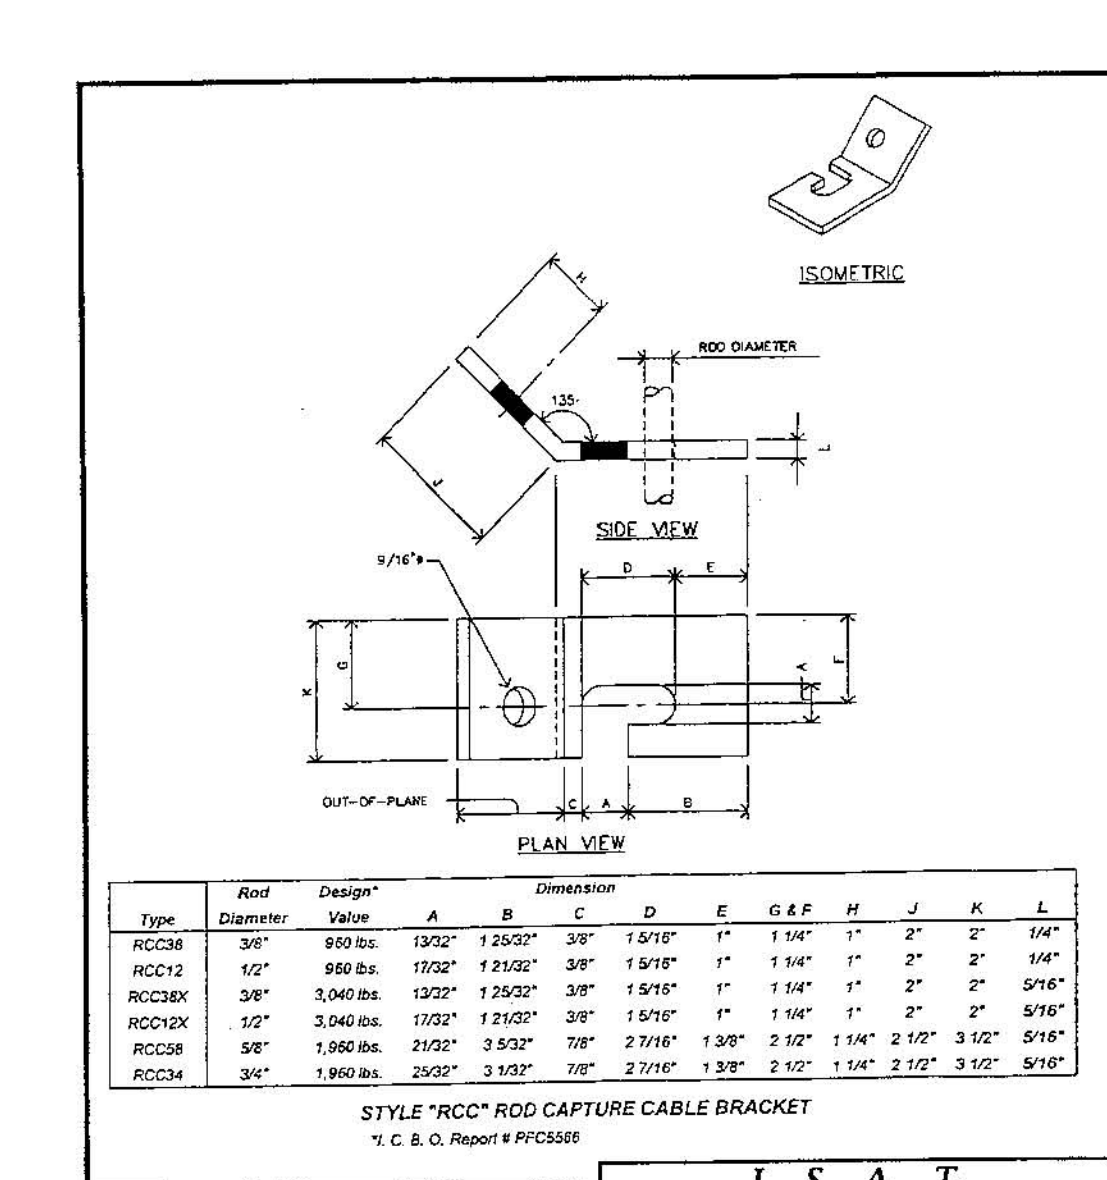 ISOMETRIC
H
ROD DIAMETER
135°
L
J
SIDE VIEW
9/16"ø
D E
G K F A
OUT-OF-PLANE
C A B
PLAN VIEW
Rod Design* Dimension
Type Diameter Value A B C D E G & F H J K L
RCC38 3/8" 960 lbs. 13/32" 1 25/32" 3/8" 1 5/16" 1" 1 1/4" 1" 2" 2" 1/4"
RCC12 1/2" 960 lbs. 17/32" 1 21/32" 3/8" 1 5/16" 1" 1 1/4" 1" 2" 2" 1/4"
RCC38X 3/8" 3,040 lbs. 13/32" 1 25/32" 3/8" 1 5/16" 1" 1 1/4" 1" 2" 2" 5/16"
RCC12X 1/2" 3,040 lbs. 17/32" 1 21/32" 3/8" 1 5/16" 1" 1 1/4" 1" 2" 2" 5/16"
RCC58 5/8" 1,960 lbs. 21/32" 3 5/32" 7/8" 2 7/16" 1 3/8" 2 1/2" 1 1/4" 2 1/2" 3 1/2" 5/16"
RCC34 3/4" 1,960 lbs. 25/32" 3 1/32" 7/8" 2 7/16" 1 3/8" 2 1/2" 1 1/4" 2 1/2" 3 1/2" 5/16"
STYLE "RCC" ROD CAPTURE CABLE BRACKET
*I. C. B. O. Report # PFC5566
I S A T